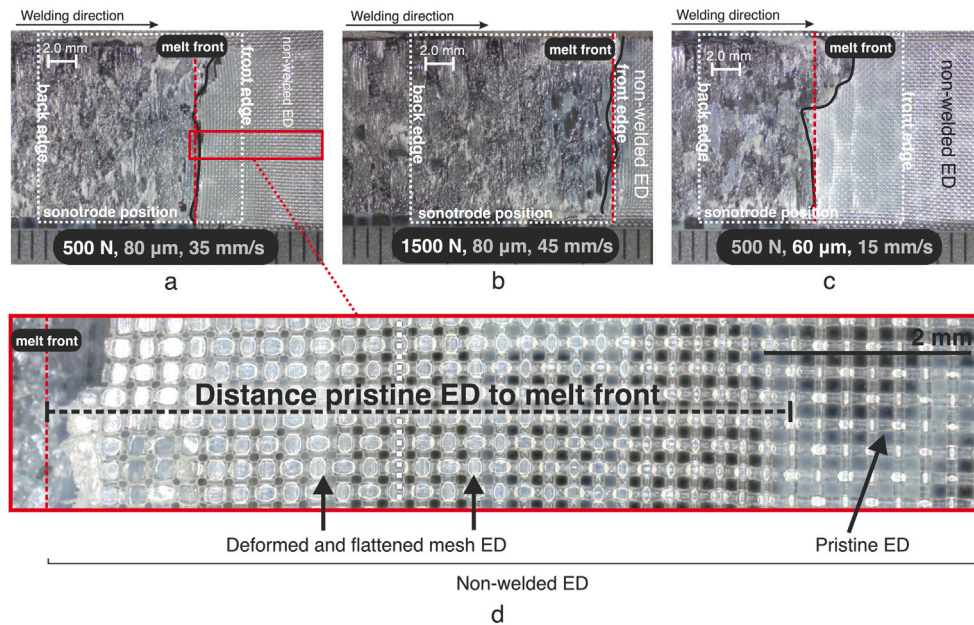 Welding direction
Welding direction
Welding direction
2.0 mm
melt front
back edge
front edge
non-welded ED
sonotrode position
500 N, 80 µm, 35 mm/s
a
2.0 mm
melt front
back edge
front edge
non-welded ED
sonotrode position
1500 N, 80 µm, 45 mm/s
b
2.0 mm
melt front
back edge
front edge
non-welded ED
sonotrode position
500 N, 60 µm, 15 mm/s
c
melt front
2 mm
Distance pristine ED to melt front
Deformed and flattened mesh ED
Pristine ED
Non-welded ED
d